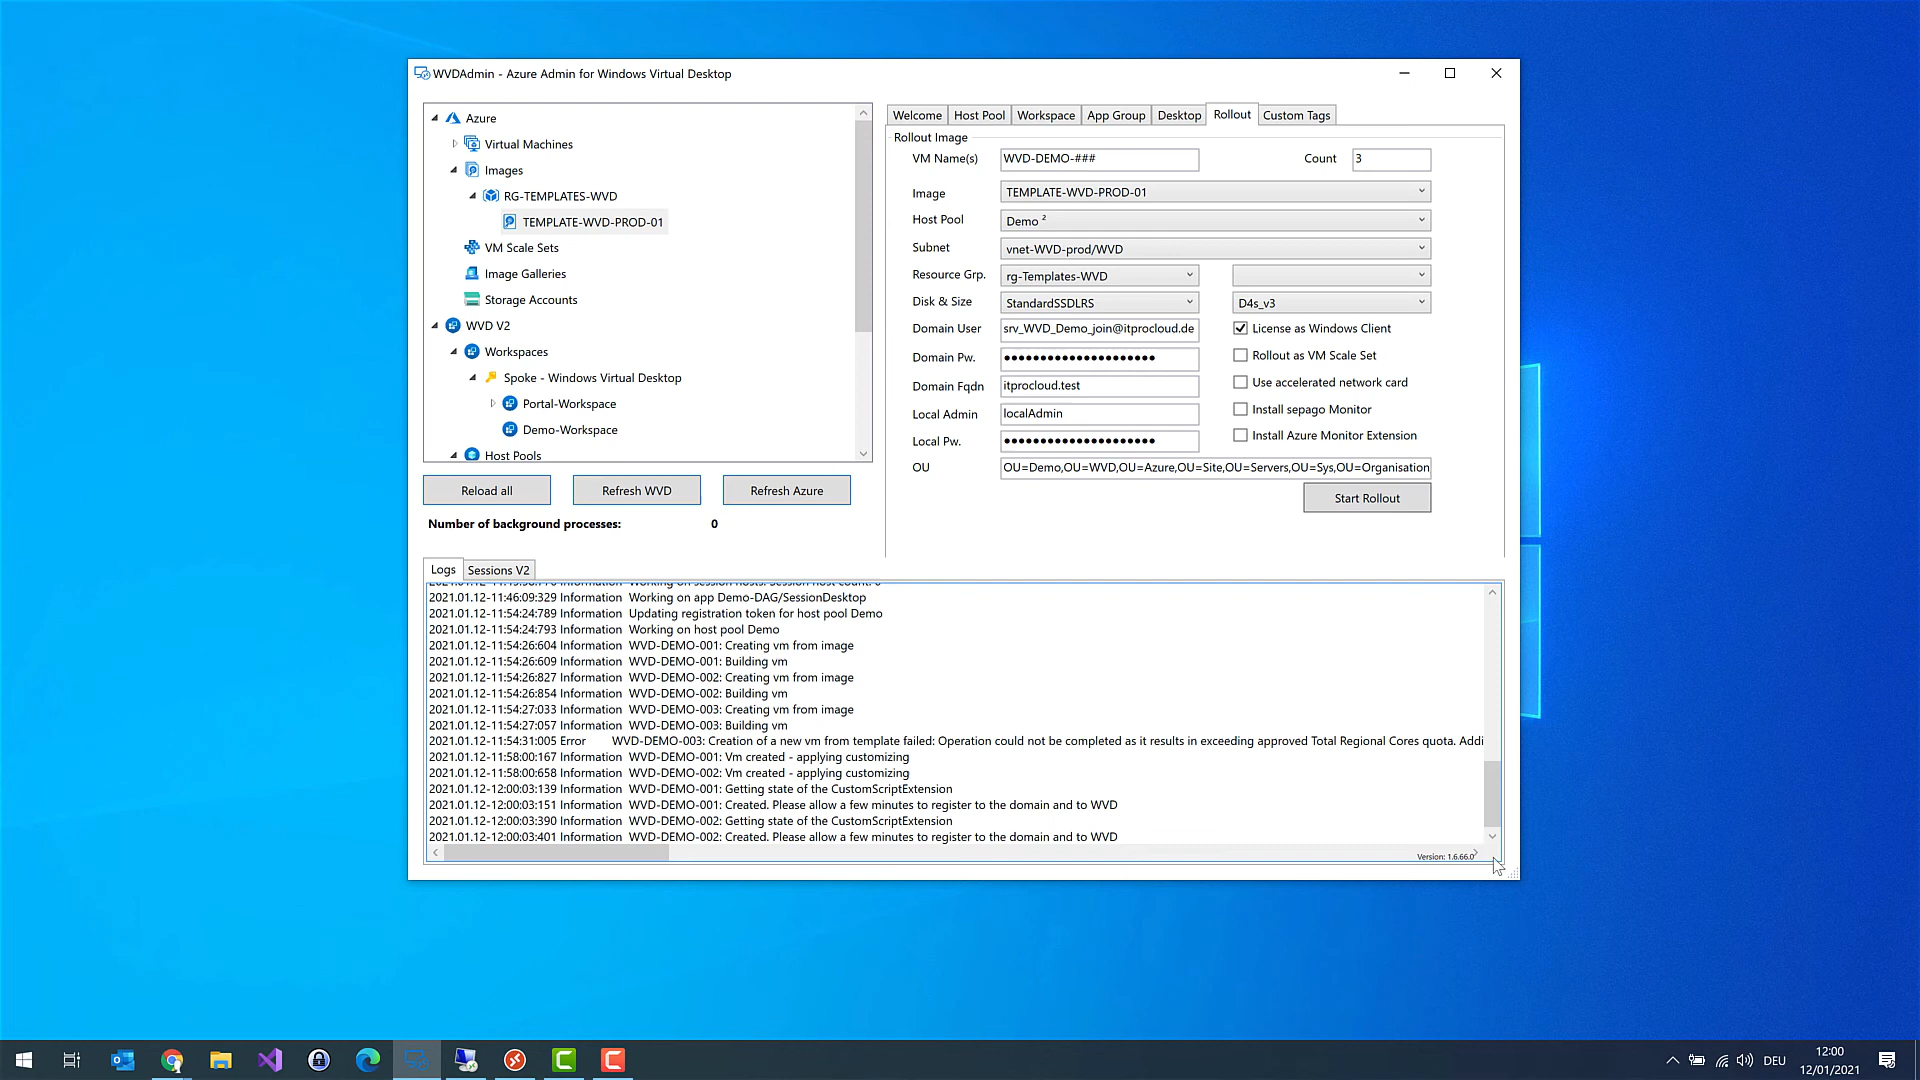 WVDAdmin - Azure Admin for Windows Virtual Desktop
Azure
Virtual Machines
Images
RG-TEMPLATES-WVD
TEMPLATE-WVD-PROD-01
VM Scale Sets
Image Galleries
Storage Accounts
WVD V2
Workspaces
Spoke - Windows Virtual Desktop
Portal-Workspace
Demo-Workspace
Host Pools
Reload all
Refresh WVD
Refresh Azure
Number of background processes: 0
Welcome
Host Pool
Workspace
App Group
Desktop
Rollout
Custom Tags
Rollout Image
VM Name(s) WVD-DEMO-### Count 3
Image TEMPLATE-WVD-PROD-01
Host Pool Demo ²
Subnet vnet-WVD-prod/WVD
Resource Grp. rg-Templates-WVD
Disk & Size StandardSSDLRS D4s_v3
Domain User srv_WVD_Demo_join@itprocloud.de License as Windows Client
Domain Pw. Rollout as VM Scale Set
Domain Fqdn itprocloud.test Use accelerated network card
Local Admin localAdmin Install sepago Monitor
Local Pw. Install Azure Monitor Extension
OU OU=Demo,OU=WVD,OU=Azure,OU=Site,OU=Servers,OU=Sys,OU=Organisation
Start Rollout
Logs
Sessions V2
2021.01.12-11:46:09:329 Information Working on app Demo-DAG/SessionDesktop
2021.01.12-11:54:24:789 Information Updating registration token for host pool Demo
2021.01.12-11:54:24:793 Information Working on host pool Demo
2021.01.12-11:54:26:604 Information WVD-DEMO-001: Creating vm from image
2021.01.12-11:54:26:609 Information WVD-DEMO-001: Building vm
2021.01.12-11:54:26:827 Information WVD-DEMO-002: Creating vm from image
2021.01.12-11:54:26:854 Information WVD-DEMO-002: Building vm
2021.01.12-11:54:27:033 Information WVD-DEMO-003: Creating vm from image
2021.01.12-11:54:27:057 Information WVD-DEMO-003: Building vm
2021.01.12-11:54:31:005 Error WVD-DEMO-003: Creation of a new vm from template failed: Operation could not be completed as it results in exceeding approved Total Regional Cores quota. Addi
2021.01.12-11:58:00:167 Information WVD-DEMO-001: Vm created - applying customizing
2021.01.12-11:58:00:658 Information WVD-DEMO-002: Vm created - applying customizing
2021.01.12-12:00:03:139 Information WVD-DEMO-001: Getting state of the CustomScriptExtension
2021.01.12-12:00:03:151 Information WVD-DEMO-001: Created. Please allow a few minutes to register to the domain and to WVD
2021.01.12-12:00:03:390 Information WVD-DEMO-002: Getting state of the CustomScriptExtension
2021.01.12-12:00:03:401 Information WVD-DEMO-002: Created. Please allow a few minutes to register to the domain and to WVD
Version: 1.6.66.0
DEU
12:00
12/01/2021